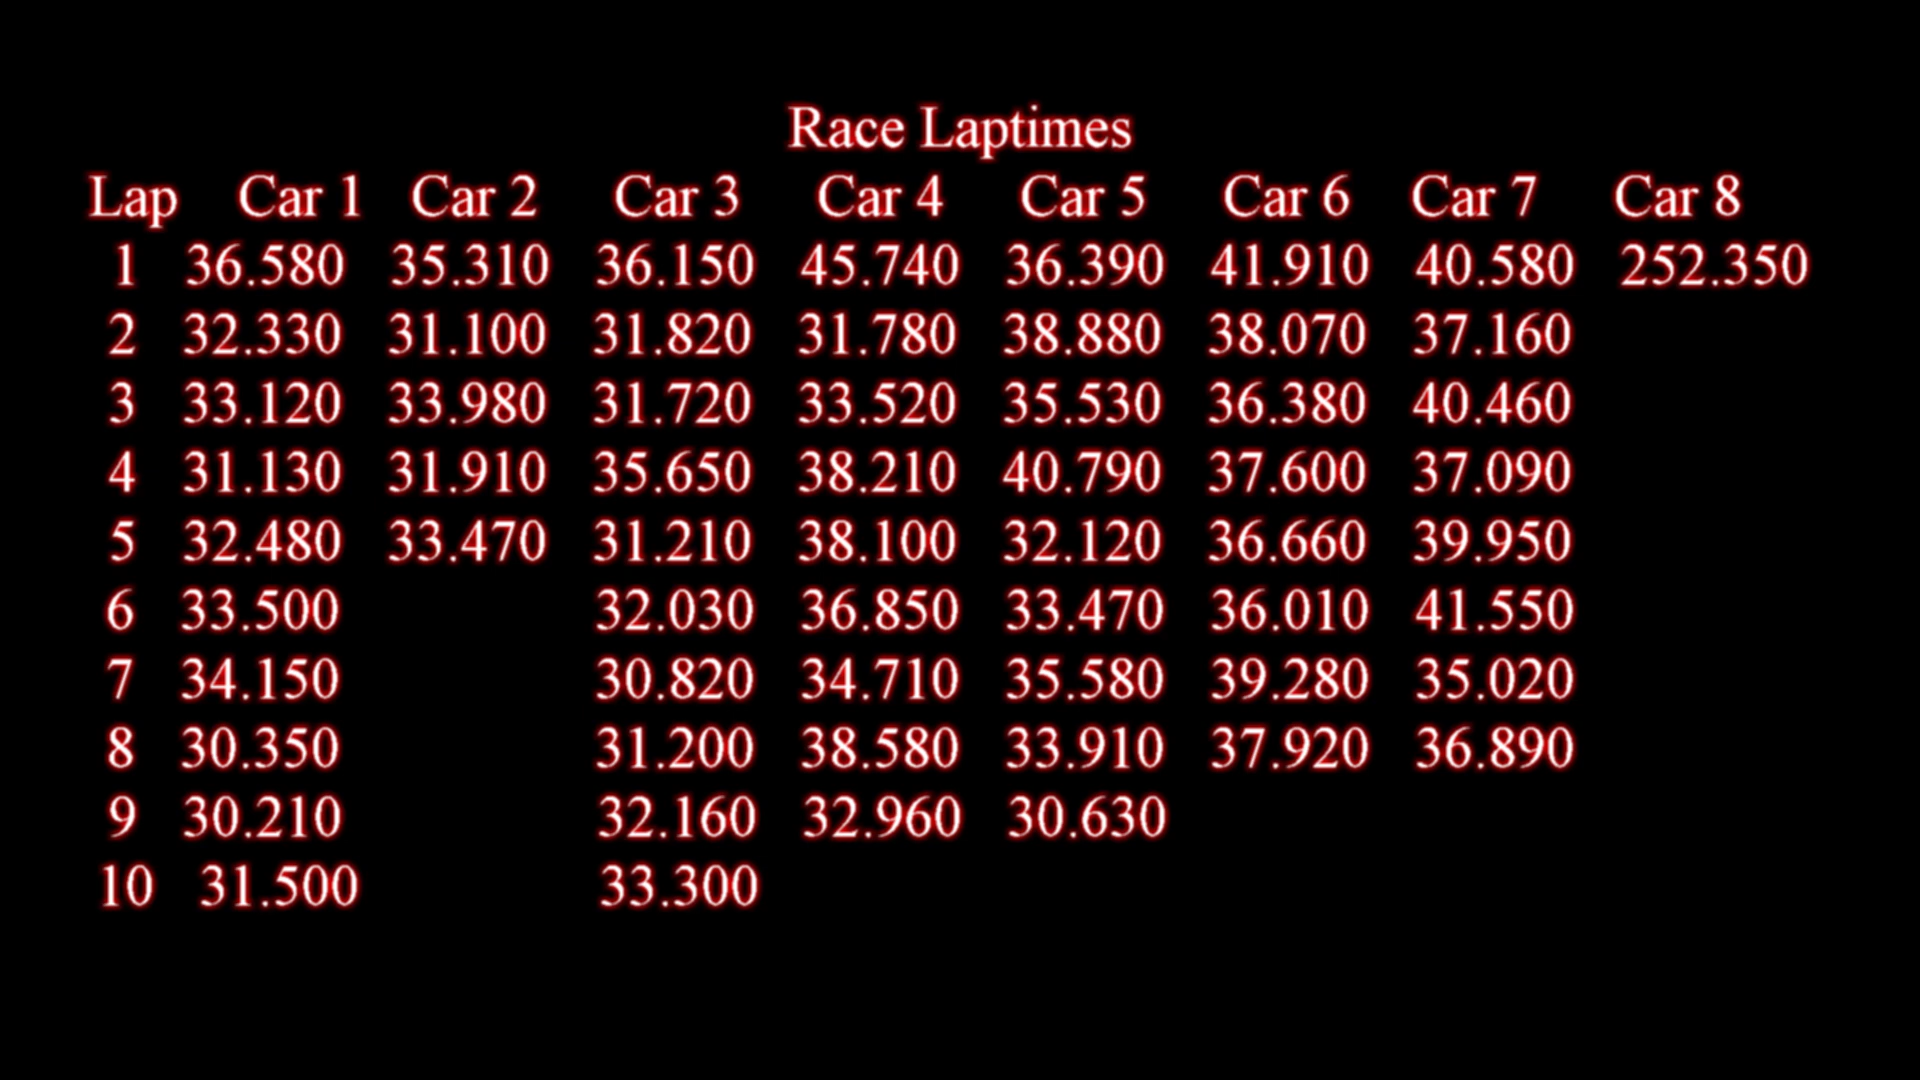 Race Laptimes
Lap Car 1 Car 2 Car 3 Car 4 Car 5 Car 6 Car 7 Car 8
1 36.580 35.310 36.150 45.740 36.390 41.910 40.580 252.350
2 32.330 31.100 31.820 31.780 38.880 38.070 37.160
3 33.120 33.980 31.720 33.520 35.530 36.380 40.460
4 31.130 31.910 35.650 38.210 40.790 37.600 37.090
5 32.480 33.470 31.210 38.100 32.120 36.660 39.950
6 33.500 32.030 36.850 33.470 36.010 41.550
7 34.150 30.820 34.710 35.580 39.280 35.020
8 30.350 31.200 38.580 33.910 37.920 36.890
9 30.210 32.160 32.960 30.630
10 31.500 33.300